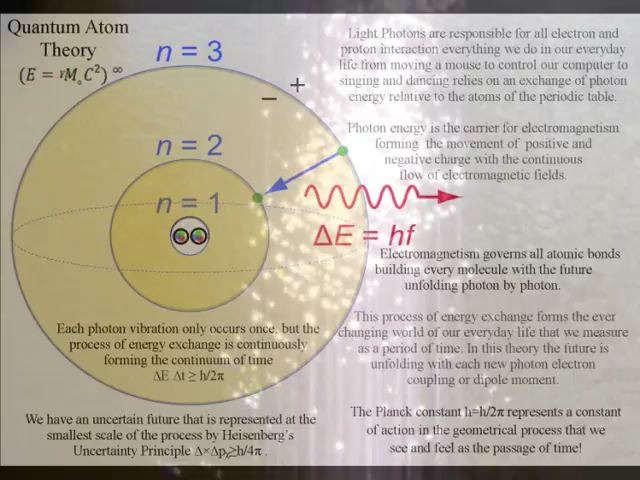 Quantum Atom
Theory
(E = γM₀C²) ∞
n = 3
− +
n = 2
n = 1
ΔE = hf
Each photon vibration only occurs once, but the
process of energy exchange is continuously
forming the continuum of time
ΔE Δt ≥ h/2π
We have an uncertain future that is represented at the
smallest scale of the process by Heisenberg's
Uncertainty Principle Δ×Δpᵪ≥h/4π .
Light Photons are responsible for all electron and
proton interaction everything we do in our everyday
life from moving a mouse to control our computer to
singing and dancing relies on an exchange of photon
energy relative to the atoms of the periodic table.
Photon energy is the carrier for electromagnetism
forming the movement of positive and
negative charge with the continuous
flow of electromagnetic fields.
Electromagnetism governs all atomic bonds
building every molecule with the future
unfolding photon by photon.
This process of energy exchange forms the ever
changing world of our everyday life that we measure
as a period of time. In this theory the future is
unfolding with each new photon electron
coupling or dipole moment.
The Planck constant ħ=h/2π represents a constant
of action in the geometrical process that we
see and feel as the passage of time!